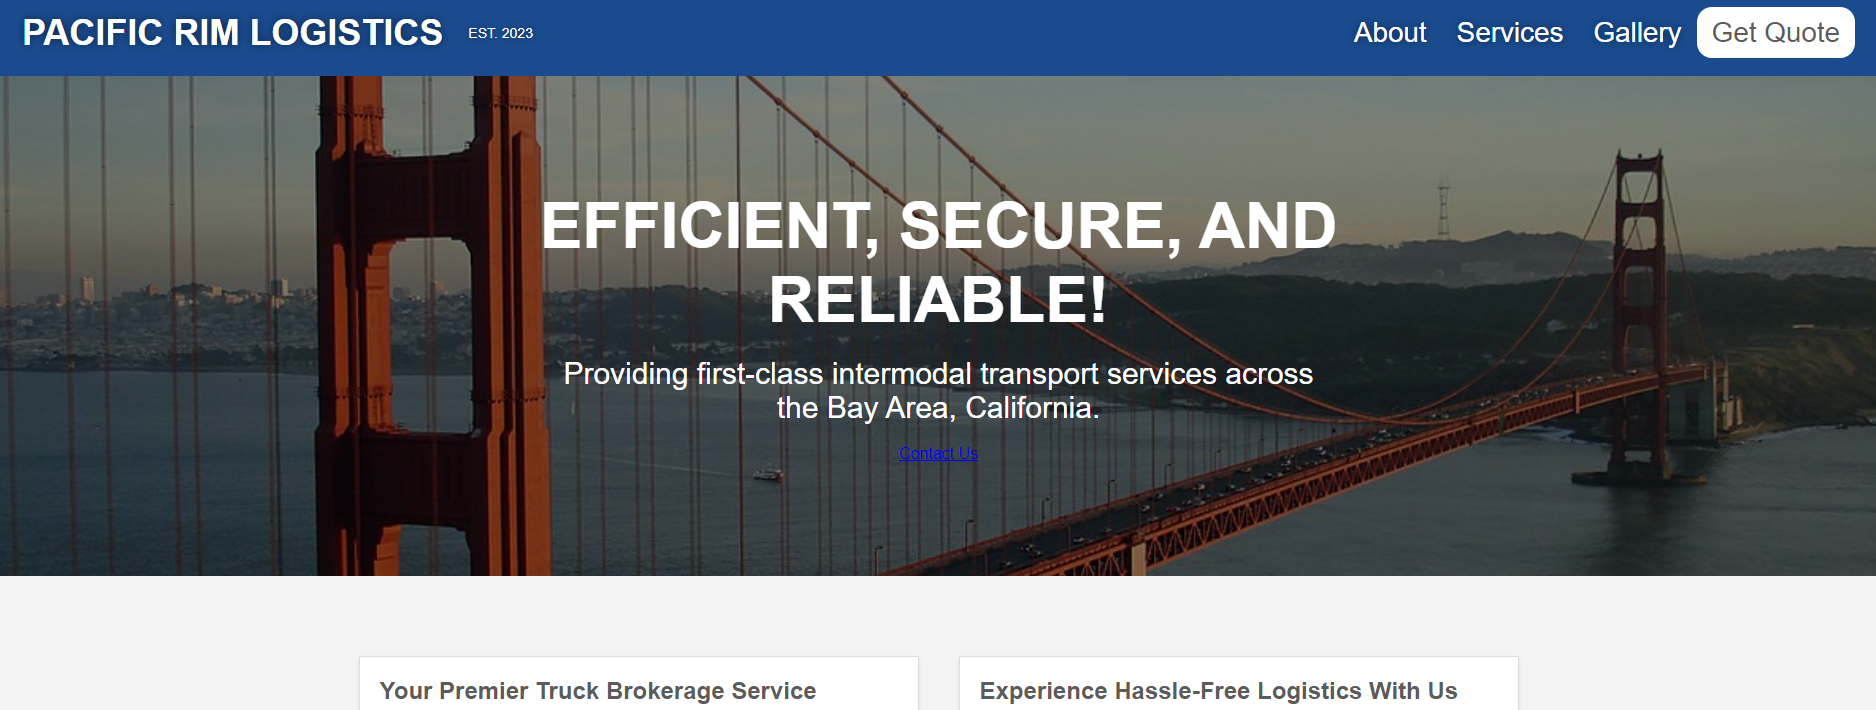 PACIFIC RIM LOGISTICS EST. 2023 About Services Gallery Get Quote
EFFICIENT, SECURE, AND
RELIABLE!
Providing first-class intermodal transport services across
the Bay Area, California.
Contact Us
Your Premier Truck Brokerage Service
Experience Hassle-Free Logistics With Us